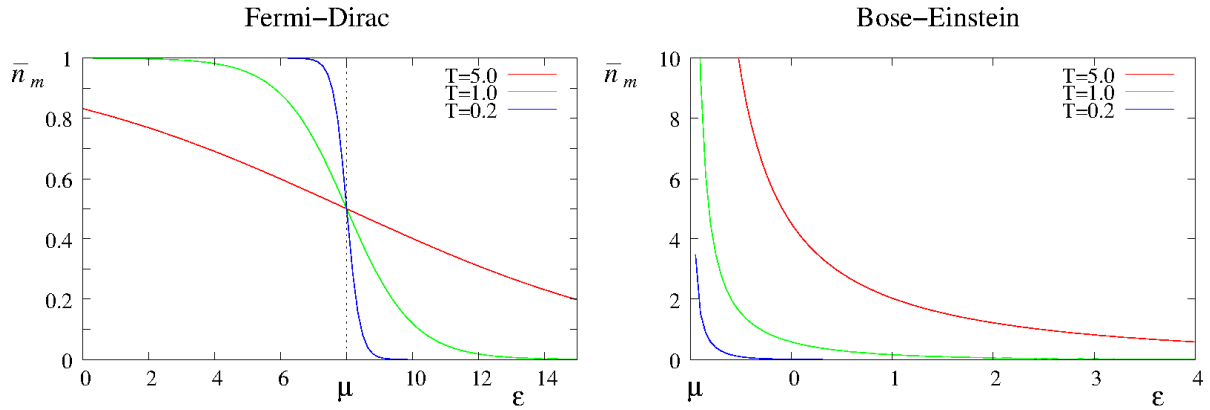 Fermi−Dirac
n̄ m
1
0.8
0.6
0.4
0.2
0
0 2 4 6 μ 10 12 ε 14
T=5.0
T=1.0
T=0.2
Bose−Einstein
n̄ m
10
8
6
4
2
0
μ 0 1 2 3 ε 4
T=5.0
T=1.0
T=0.2